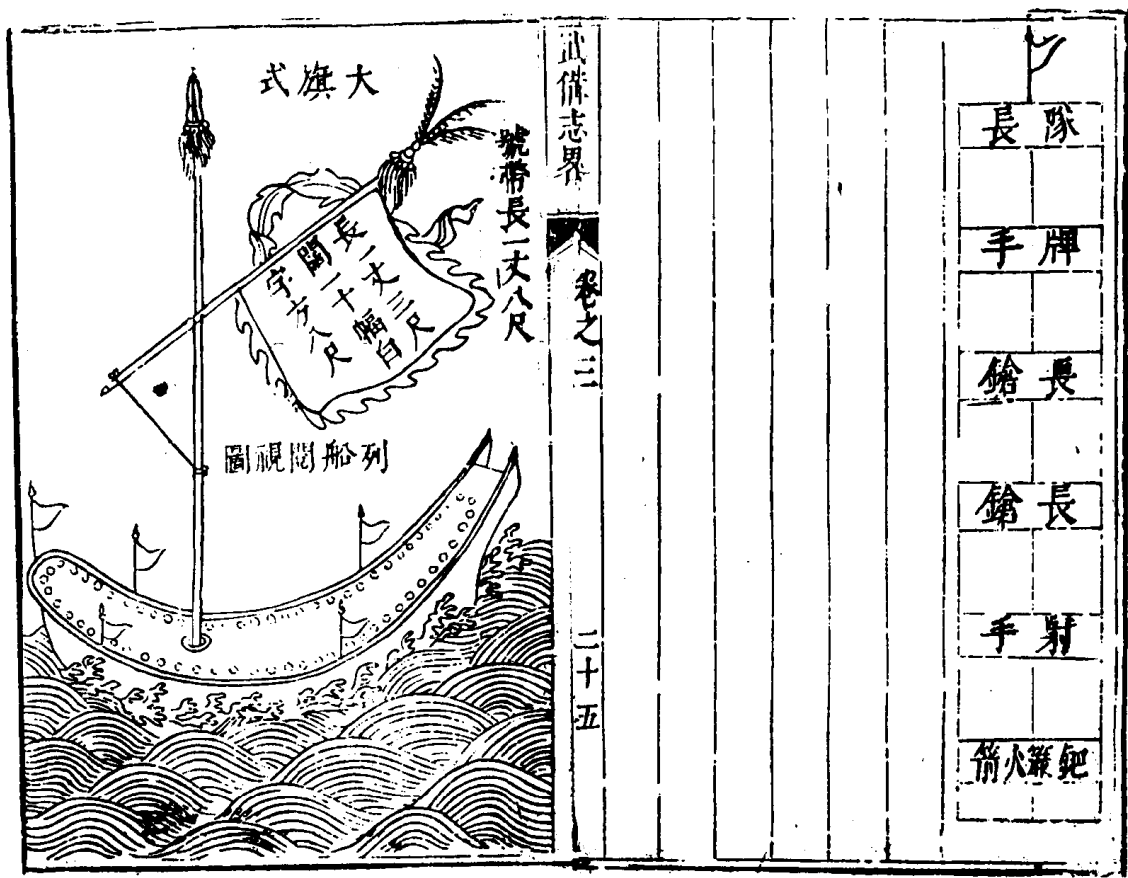 隊長
牌手
長鎗
長鎗
射手
鈀 火箭
武備志畧
卷之三
二十五
大旗式
號帶長一丈八尺
長一丈三尺
闊一十幅白
字方八尺
列船閱視圖